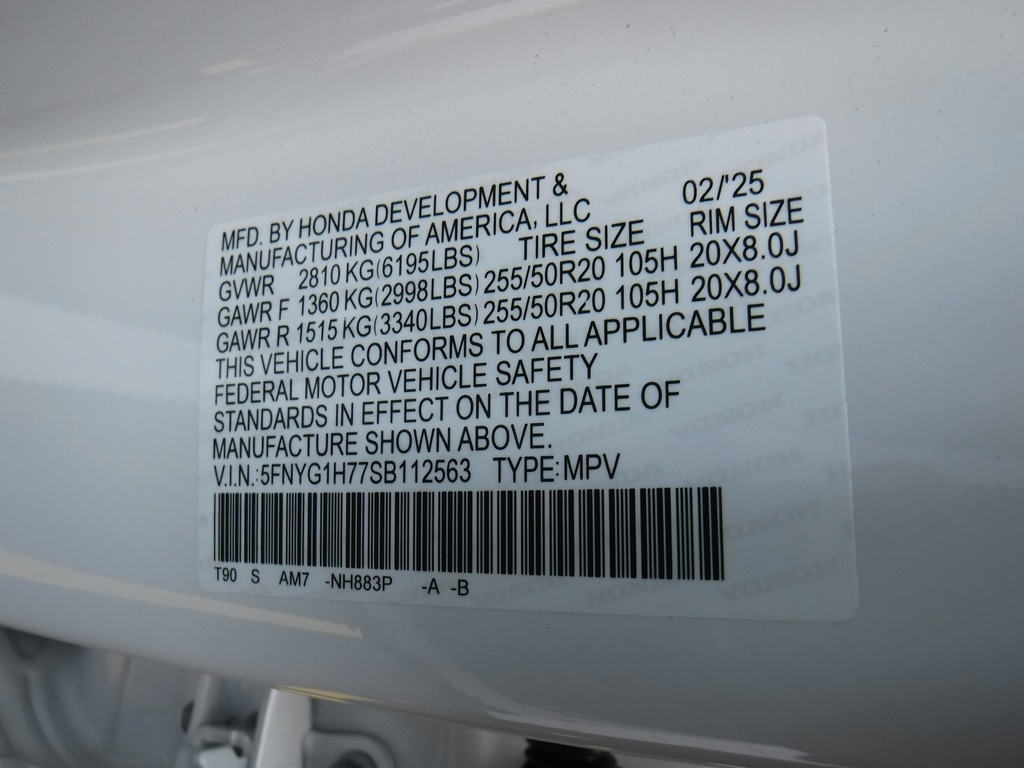 MFD. BY HONDA DEVELOPMENT & 02/'25
MANUFACTURING OF AMERICA, LLC
GVWR 2810 KG(6195LBS) TIRE SIZE RIM SIZE
GAWR F 1360 KG(2998LBS) 255/50R20 105H 20X8.0J
GAWR R 1515 KG(3340LBS) 255/50R20 105H 20X8.0J
THIS VEHICLE CONFORMS TO ALL APPLICABLE
FEDERAL MOTOR VEHICLE SAFETY
STANDARDS IN EFFECT ON THE DATE OF
MANUFACTURE SHOWN ABOVE.
V.I.N.:5FNYG1H77SB112563 TYPE:MPV
T90 S AM7 -NH883P -A -B